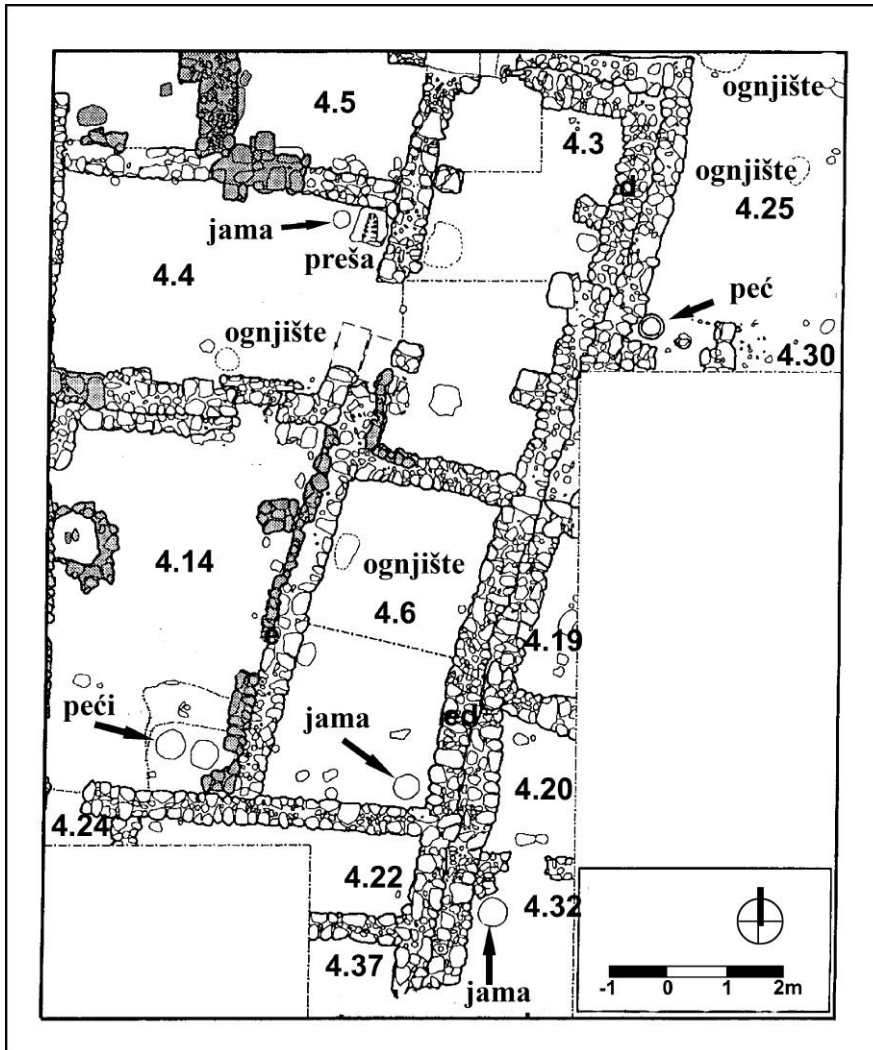 ognjište
4.5
4.3
ognjište
d
4.25
jama
preša
4.4
peć
ognjište
4.30
4.14
ognjište
4.6
e
4.19
peći
jama
ed
4.20
4.24
4.22
4.32
4.37
jama
-1 0 1 2m